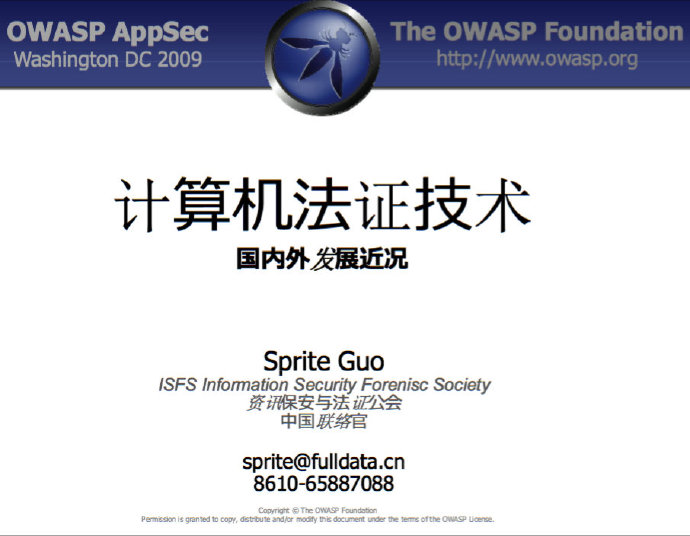 OWASP AppSec
Washington DC 2009
The OWASP Foundation
http://www.owasp.org
计算机法证技术
国内外发展近况
Sprite Guo
ISFS Information Security Forenisc Society
资讯保安与法证公会
中国联络官
sprite@fulldata.cn
8610-65887088
Copyright © The OWASP Foundation
Permission is granted to copy, distribute and/or modify this document under the terms of the OWASP License.